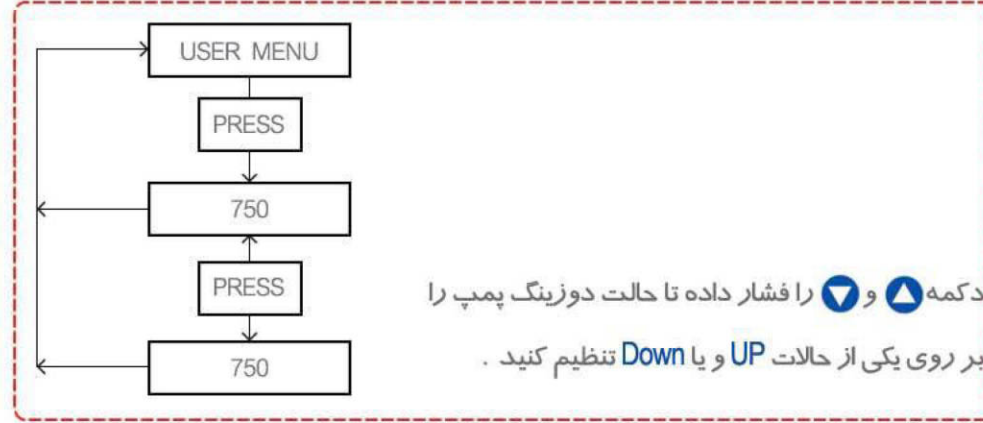 USER MENU
PRESS
750
PRESS
750
دکمه و را فشار داده تا حالت دوزینگ پمپ را
بر روی یکی از حالات UP و یا Down تنظیم کنید .